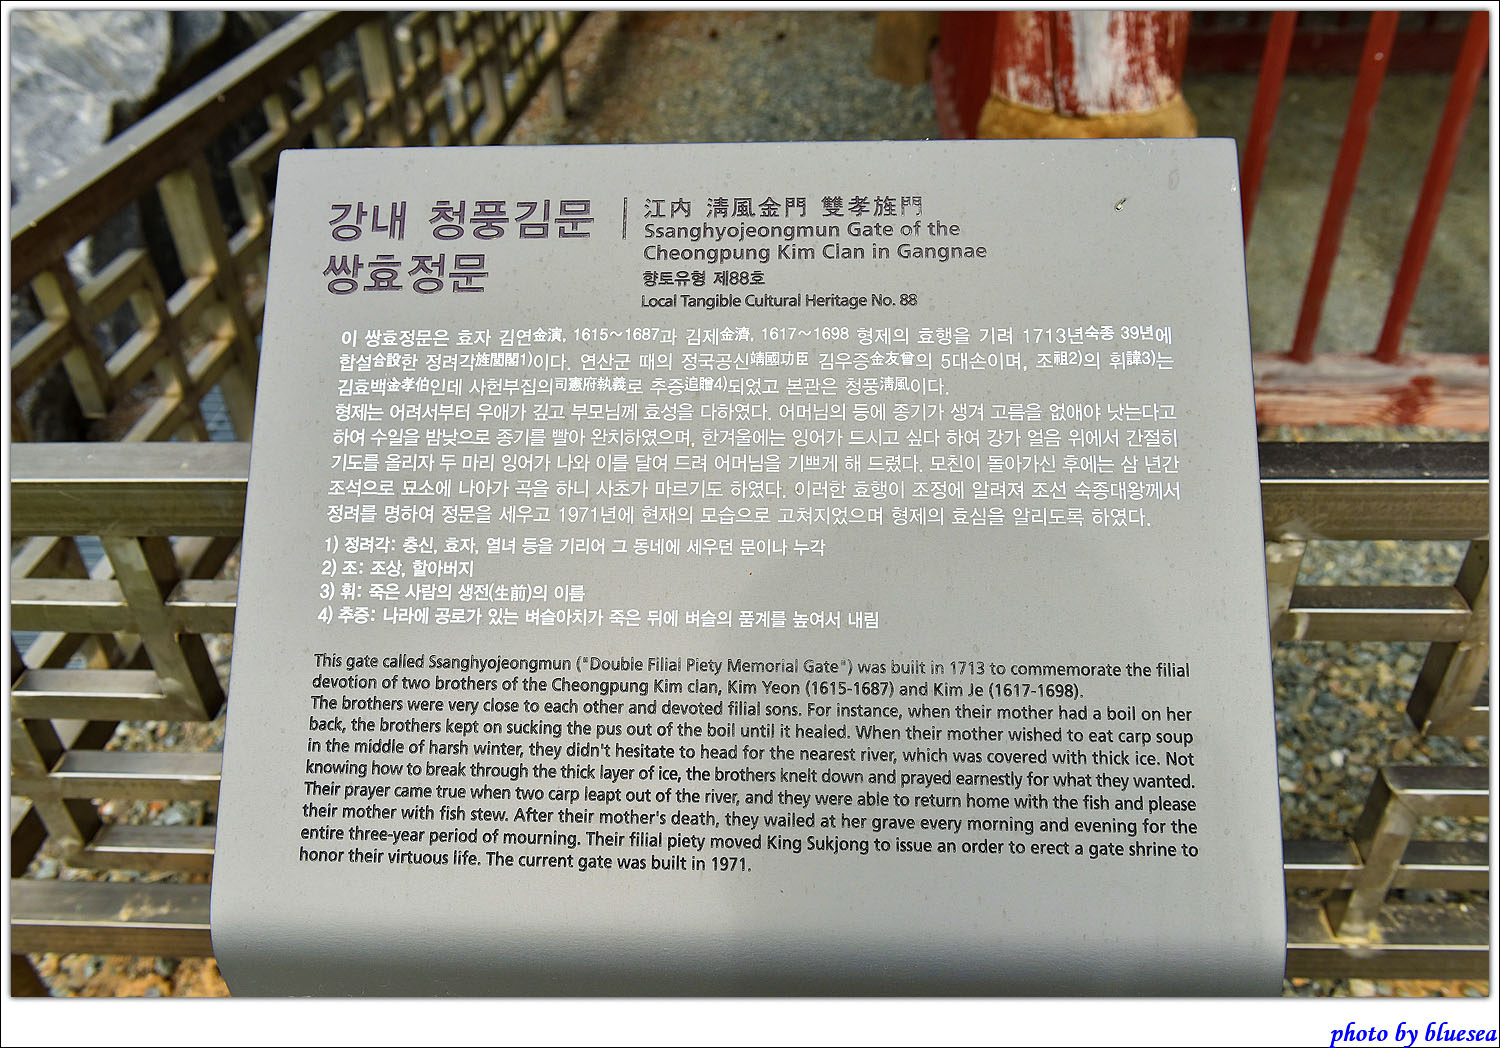 강내 청풍김문
쌍효정문
江內 淸風金門 雙孝旌門
Ssanghyojeongmun Gate of the
Cheongpung Kim Clan in Gangnae
향토유형 제88호
Local Tangible Cultural Heritage No. 88
이 쌍효정문은 효자 김연金演, 1615~1687과 김제金濟, 1617~1698 형제의 효행을 기려 1713년숙종 39년에
합설合設한 정려각旌閭閣1)이다. 연산군 때의 정국공신靖國功臣 김우증金友曾의 5대손이며, 조祖2)의 휘諱3)는
김효백金孝伯인데 사헌부집의司憲府執義로 추증追贈4)되었고 본관은 청풍淸風이다.
형제는 어려서부터 우애가 깊고 부모님께 효성을 다하였다. 어머님의 등에 종기가 생겨 고름을 없애야 낫는다고
하여 수일을 밤낮으로 종기를 빨아 완치하였으며, 한겨울에는 잉어가 드시고 싶다 하여 강가 얼음 위에서 간절히
기도를 올리자 두 마리 잉어가 나와 이를 달여 드려 어머님을 기쁘게 해 드렸다. 모친이 돌아가신 후에는 삼 년간
조석으로 묘소에 나아가 곡을 하니 사초가 마르기도 하였다. 이러한 효행이 조정에 알려져 조선 숙종대왕께서
정려를 명하여 정문을 세우고 1971년에 현재의 모습으로 고쳐지었으며 형제의 효심을 알리도록 하였다.
1) 정려각: 충신, 효자, 열녀 등을 기리어 그 동네에 세우던 문이나 누각
2) 조: 조상, 할아버지
3) 휘: 죽은 사람의 생전(生前)의 이름
4) 추증: 나라에 공로가 있는 벼슬아치가 죽은 뒤에 벼슬의 품계를 높여서 내림
This gate called Ssanghyojeongmun ("Double Filial Piety Memorial Gate") was built in 1713 to commemorate the filial
devotion of two brothers of the Cheongpung Kim clan, Kim Yeon (1615-1687) and Kim Je (1617-1698).
The brothers were very close to each other and devoted filial sons. For instance, when their mother had a boil on her
back, the brothers kept on sucking the pus out of the boil until it healed. When their mother wished to eat carp soup
in the middle of harsh winter, they didn't hesitate to head for the nearest river, which was covered with thick ice. Not
knowing how to break through the thick layer of ice, the brothers knelt down and prayed earnestly for what they wanted.
Their prayer came true when two carp leapt out of the river, and they were able to return home with the fish and please
their mother with fish stew. After their mother's death, they wailed at her grave every morning and evening for the
entire three-year period of mourning. Their filial piety moved King Sukjong to issue an order to erect a gate shrine to
honor their virtuous life. The current gate was built in 1971.
photo by bluesea